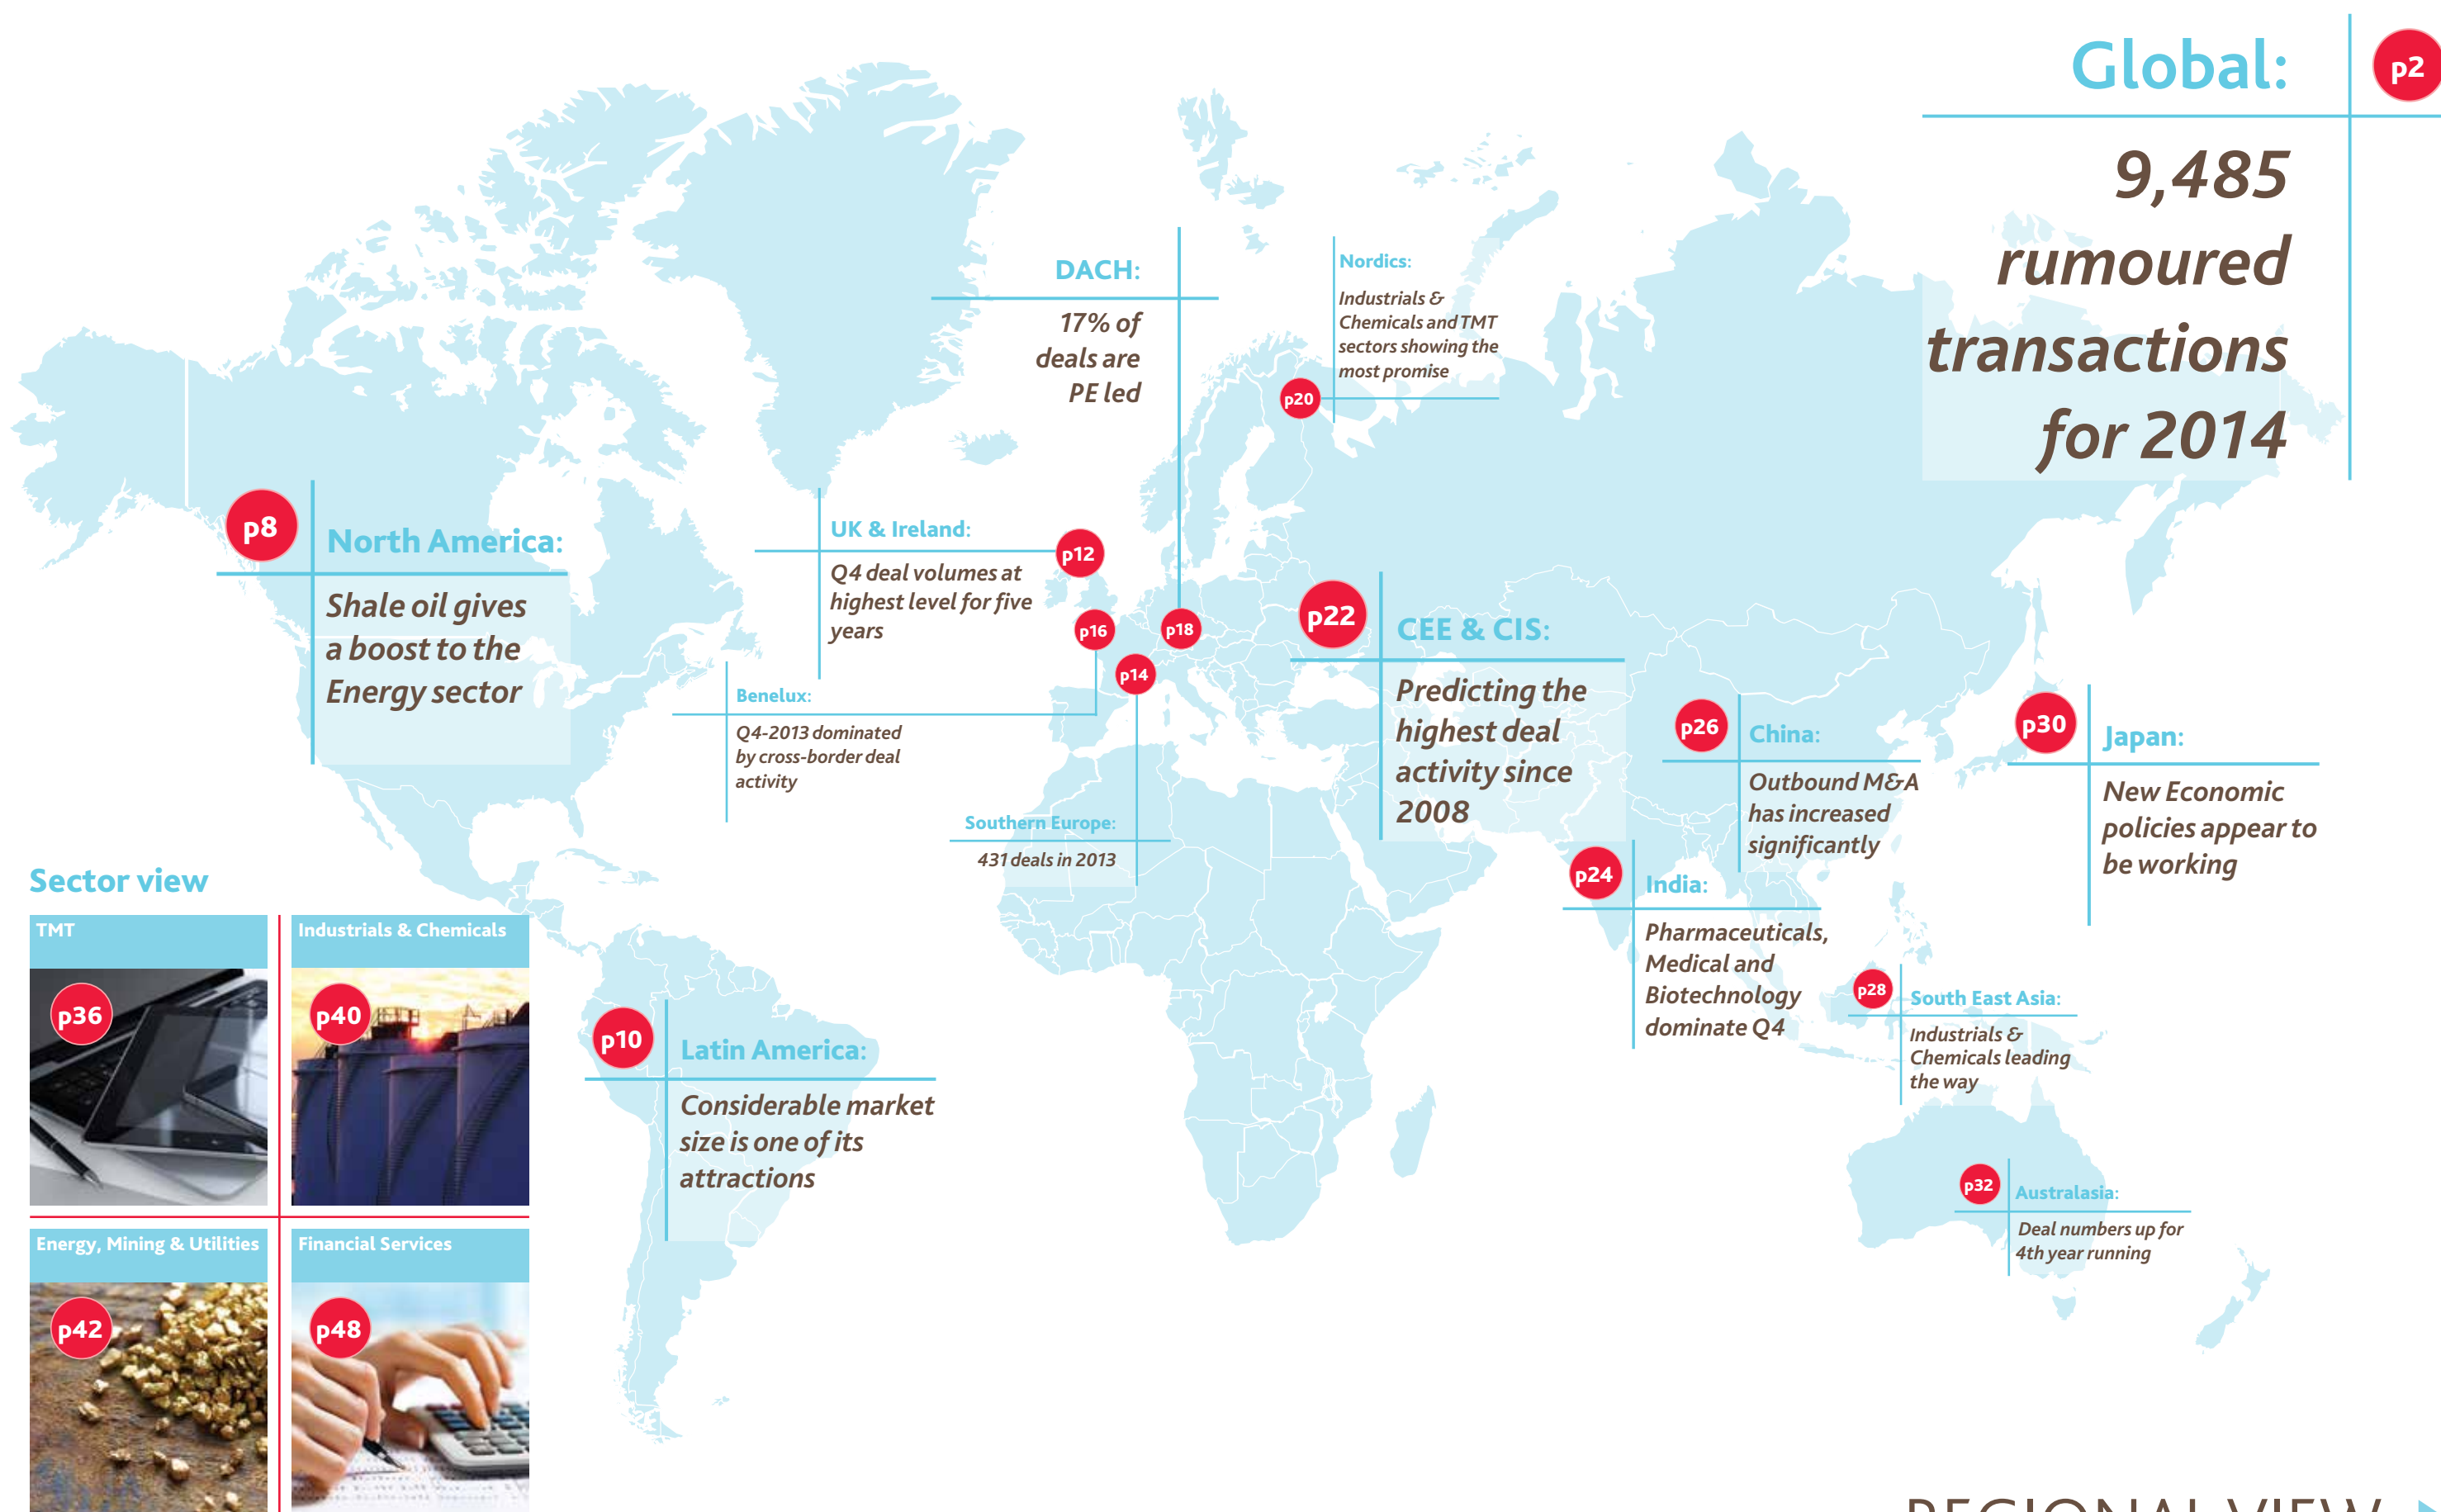 Global:
p2
9,485
rumoured
transactions
for 2014
DACH:
17% of
deals are
PE led
Nordics:
Industrials &
Chemicals and TMT
sectors showing the
most promise
p20
p8
North America:
Shale oil gives
a boost to the
Energy sector
UK & Ireland:
p12
Q4 deal volumes at
highest level for five
years
p16
p18
p14
Benelux:
Q4-2013 dominated
by cross-border deal
activity
Southern Europe:
431 deals in 2013
p22
CEE & CIS:
Predicting the
highest deal
activity since
2008
p26
China:
Outbound M&A
has increased
significantly
p30
Japan:
New Economic
policies appear to
be working
p24
India:
Pharmaceuticals,
Medical and
Biotechnology
dominate Q4
p28
South East Asia:
Industrials &
Chemicals leading
the way
p32
Australasia:
Deal numbers up for
4th year running
p10
Latin America:
Considerable market
size is one of its
attractions
Sector view
TMT
p36
Industrials & Chemicals
p40
Energy, Mining & Utilities
p42
Financial Services
p48
REGIONAL VIEW